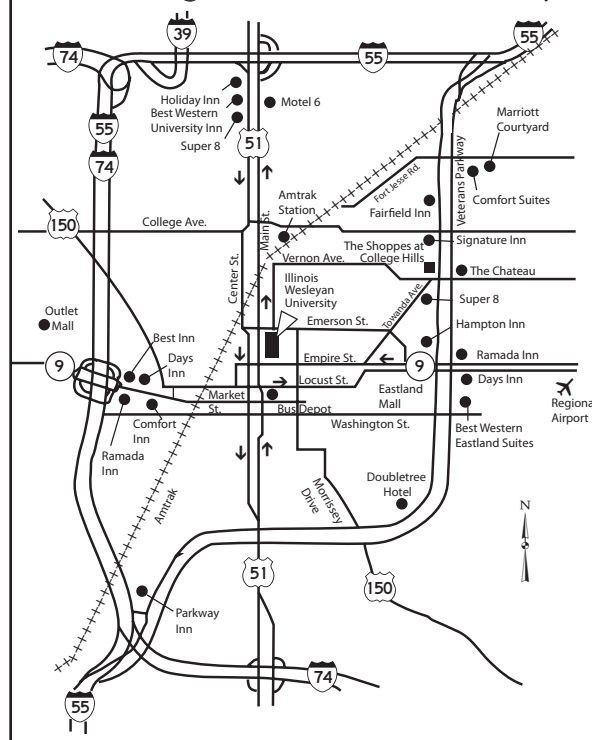 39
55
74
55
Holiday Inn
Best Western
University Inn
Super 8
Motel 6
51
55
74
Marriott
Courtyard
Veterans Parkway
Fort Jesse Rd.
Comfort Suites
Fairfield Inn
150
College Ave.
Main St.
Center St.
Amtrak
Station
Signature Inn
The Shoppes at
College Hills
Vernon Ave.
The Chateau
Illinois
Wesleyan
University
Towanda Ave.
Super 8
Outlet
Mall
Emerson St.
Hampton Inn
Best Inn
Days
Inn
9
Empire St.
9
Ramada Inn
Locust St.
Eastland
Mall
Days Inn
Market
St.
Bus Depot
Regiona
Airport
Comfort
Inn
Washington St.
Best Western
Eastland Suites
Ramada
Inn
Amtrak
Morrissey
Drive
Doubletree
Hotel
N
51
150
Parkway
Inn
74
55